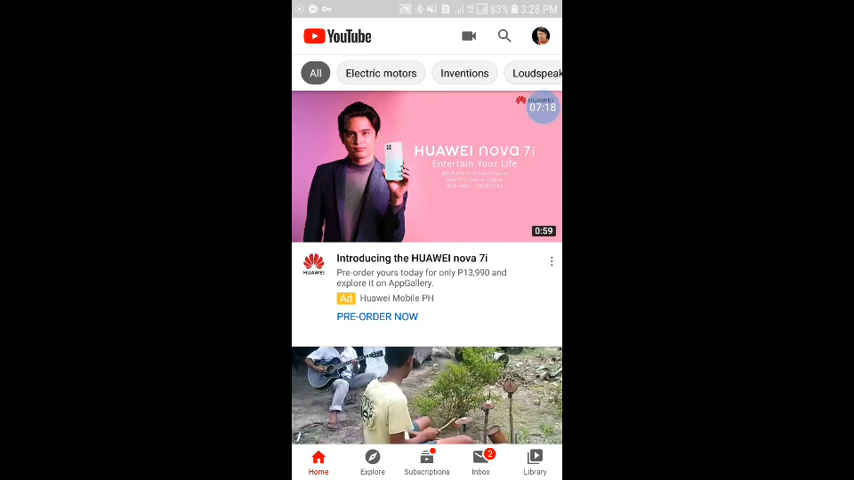 83% 3:28 PM
YouTube
All
Electric motors
Inventions
Loudspeak
HUAWEI
07:18
HUAWEI nova 7i
Entertain Your Life
0:59
HUAWEI
Introducing the HUAWEI nova 7i
Pre-order yours today for only P13,990 and
explore it on AppGallery.
Ad Huawei Mobile PH
PRE-ORDER NOW
2
Home
Explore
Subscriptions
Inbox
Library